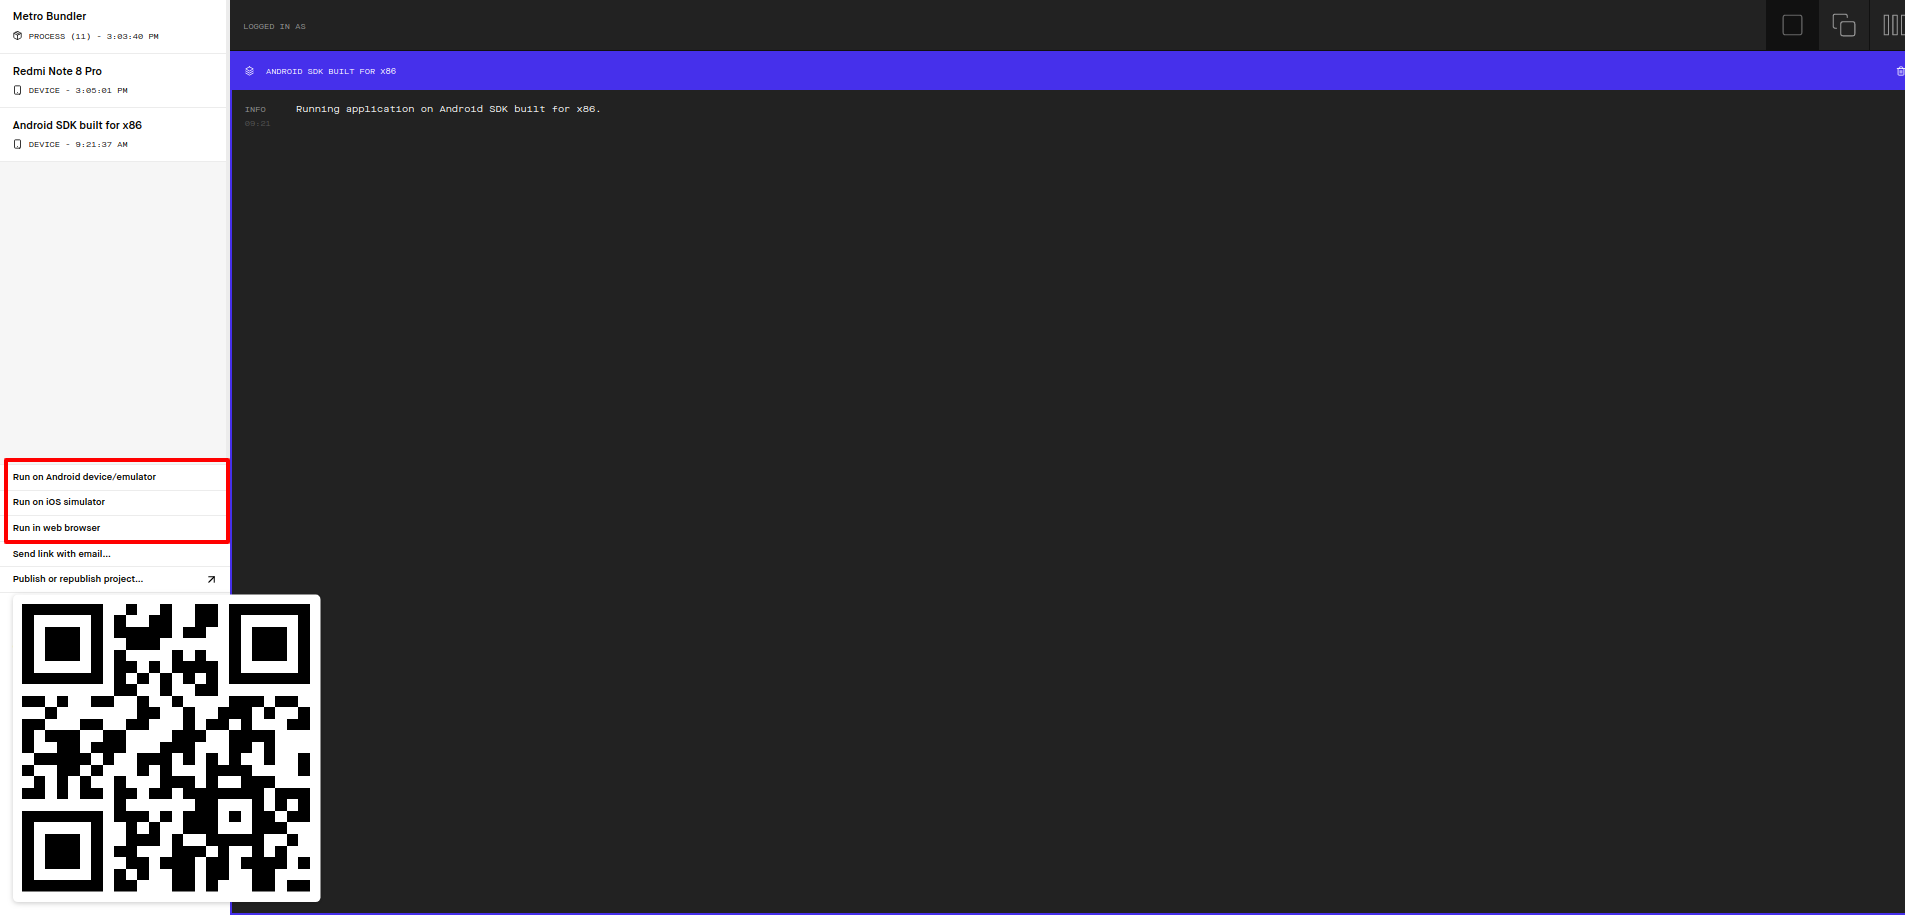 Metro Bundler
PROCESS (11) - 3:03:40 PM
Redmi Note 8 Pro
DEVICE - 3:05:01 PM
Android SDK built for x86
DEVICE - 9:21:37 AM
Run on Android device/emulator
Run on iOS simulator
Run in web browser
Send link with email...
Publish or republish project...
LOGGED IN AS
ANDROID SDK BUILT FOR X86
INFO Running application on Android SDK built for x86.
09:21